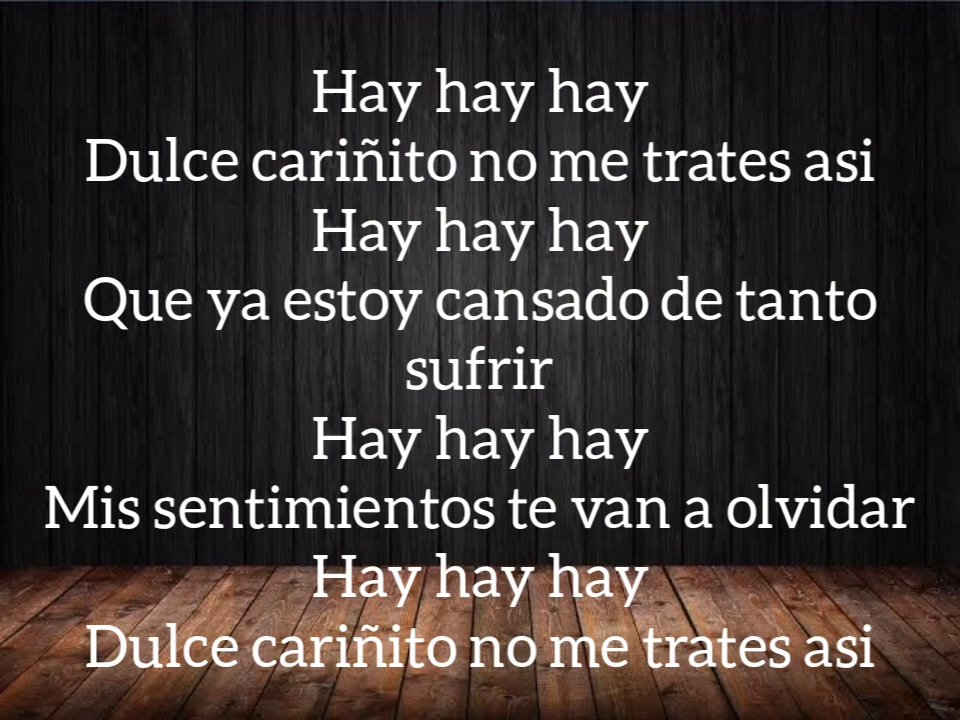 Hay hay hay
Dulce cariñito no me trates asi
Hay hay hay
Que ya estoy cansado de tanto
sufrir
Hay hay hay
Mis sentimientos te van a olvidar
Hay hay hay
Dulce cariñito no me trates asi